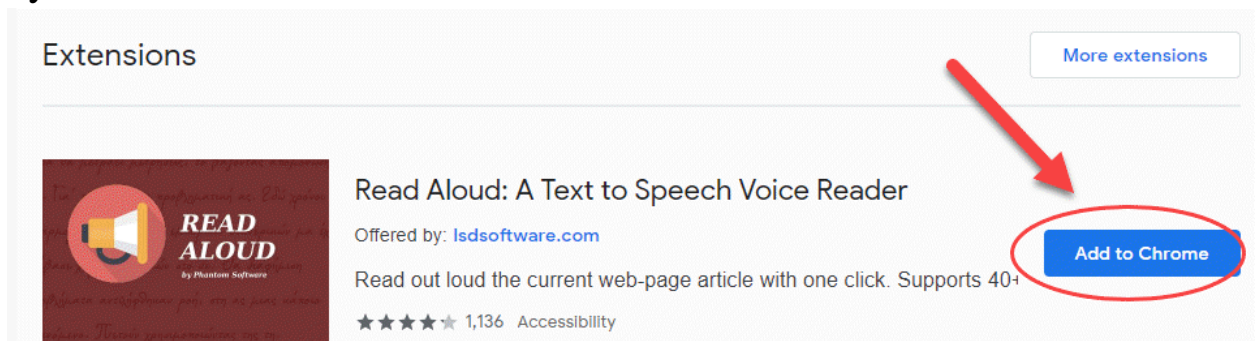 Extensions
More extensions
READ
ALOUD
by Phantom Software
Read Aloud: A Text to Speech Voice Reader
Offered by: lsdsoftware.com
Read out loud the current web-page article with one click. Supports 40+
1,136 Accessibility
Add to Chrome